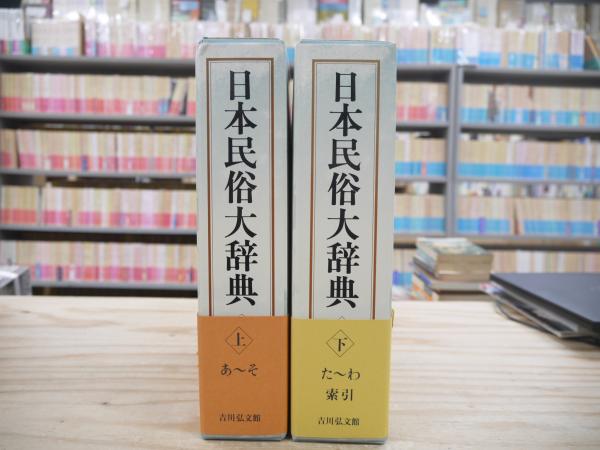 日本民俗大辞典
上
あ〜そ
吉川弘文館
日本民俗大辞典
下
た〜わ
索引
吉川弘文館